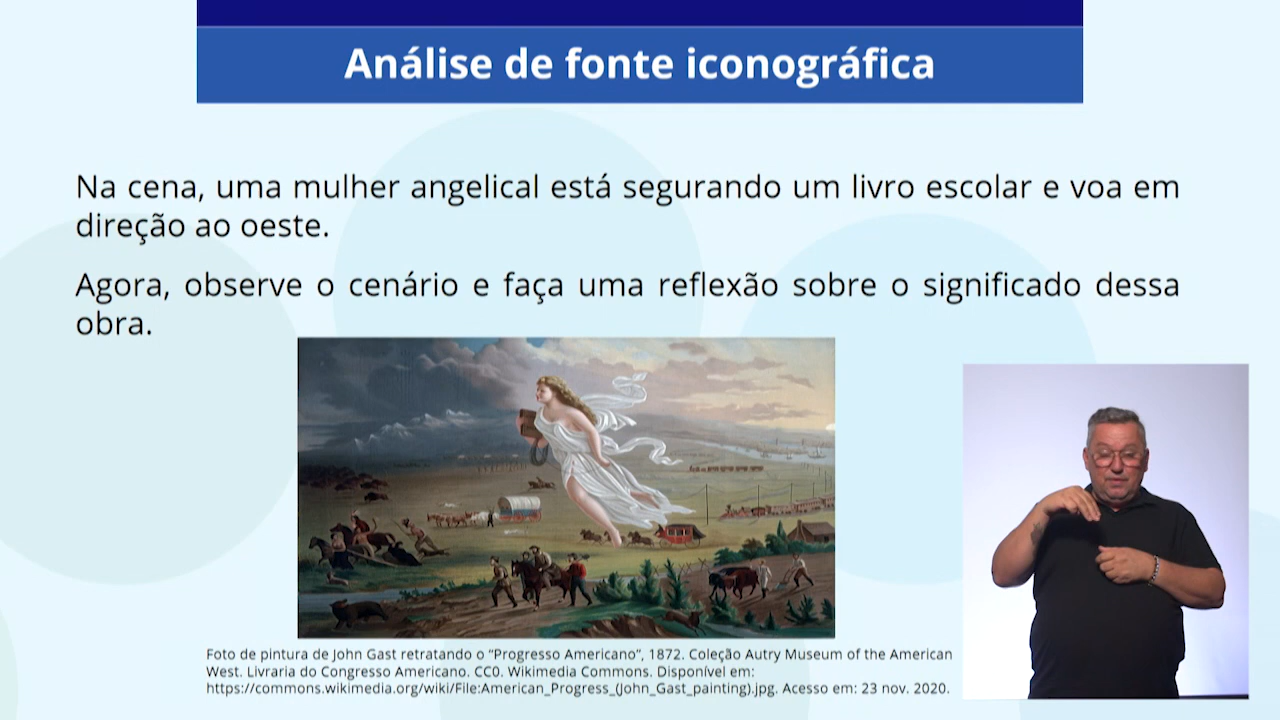 Análise de fonte iconográfica
Na cena, uma mulher angelical está segurando um livro escolar e voa em
direção ao oeste.
Agora, observe o cenário e faça uma reflexão sobre o significado dessa
obra.
Foto de pintura de John Gast retratando o “Progresso Americano”, 1872. Coleção Autry Museum of the American
West. Livraria do Congresso Americano. CC0. Wikimedia Commons. Disponível em:
https://commons.wikimedia.org/wiki/File:American_Progress_(John_Gast_painting).jpg. Acesso em: 23 nov. 2020.